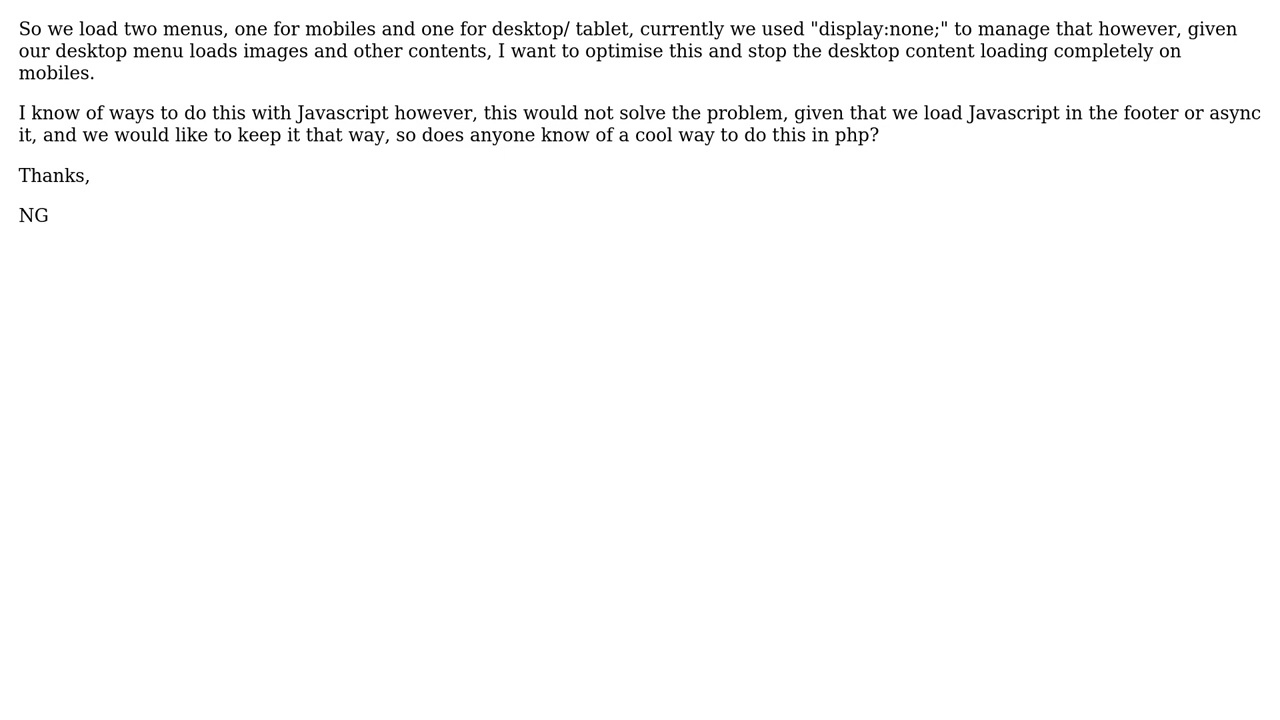 So we load two menus, one for mobiles and one for desktop/ tablet, currently we used "display:none;" to manage that however, given
our desktop menu loads images and other contents, I want to optimise this and stop the desktop content loading completely on
mobiles.
I know of ways to do this with Javascript however, this would not solve the problem, given that we load Javascript in the footer or async
it, and we would like to keep it that way, so does anyone know of a cool way to do this in php?
Thanks,
NG